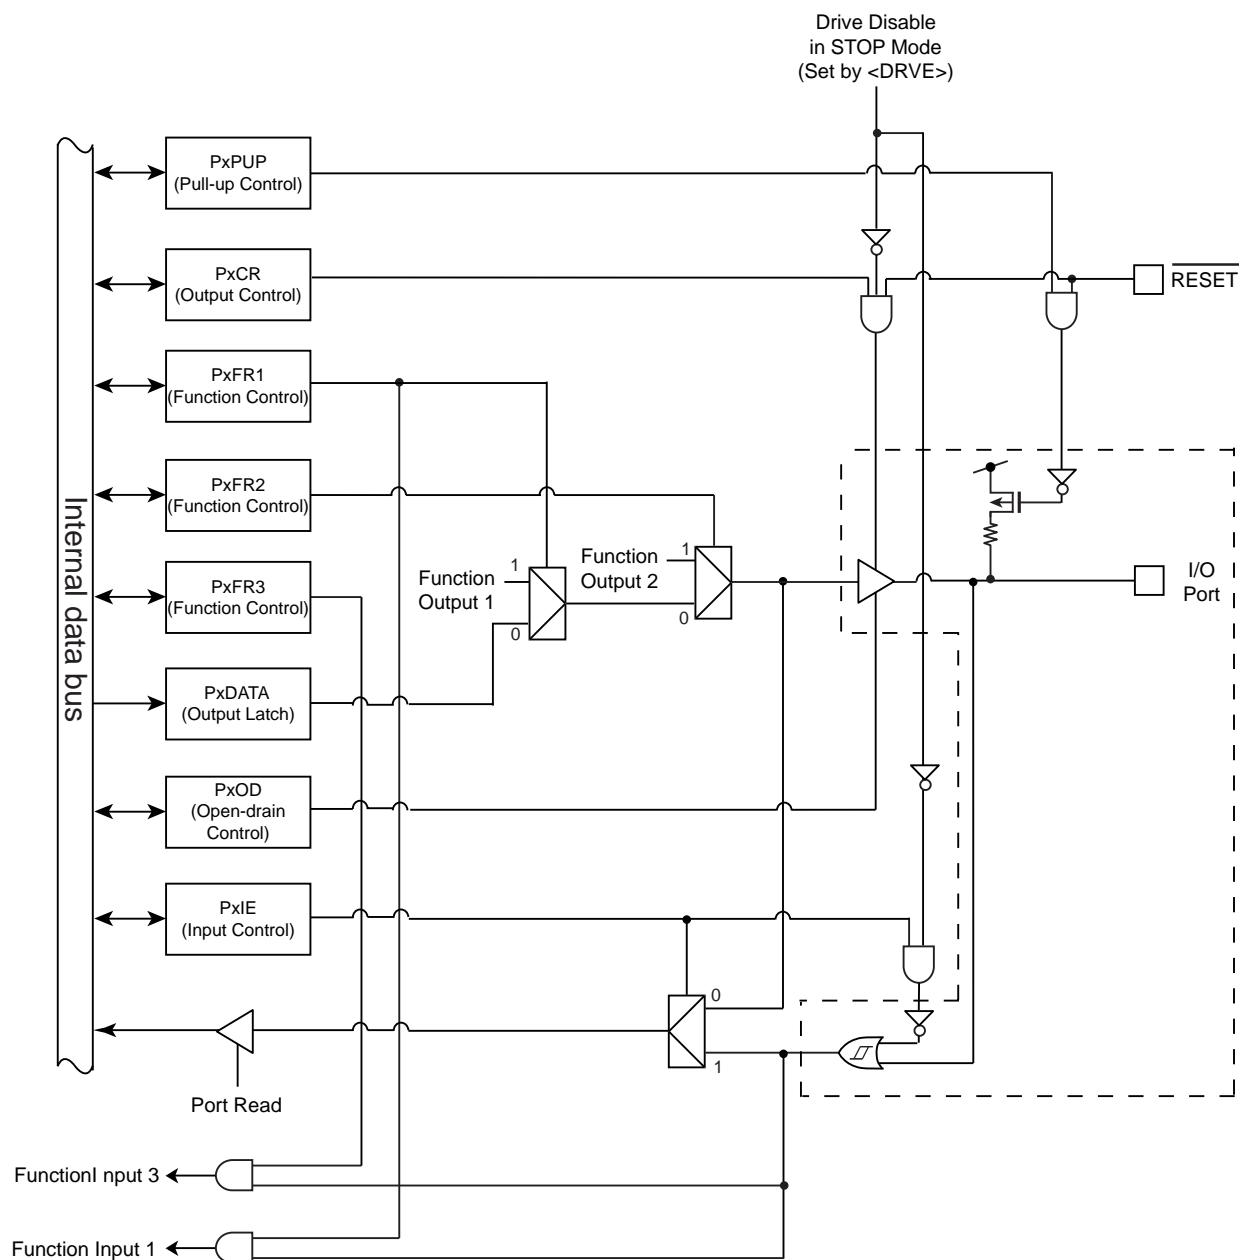 Drive Disable
in STOP Mode
(Set by <DRVE>)
PxPUP
(Pull-up Control)
PxCR
(Output Control)
RESET
PxFR1
(Function Control)
PxFR2
(Function Control)
Internal data bus
PxFR3
(Function Control)
1
Function
Output 1
0
Function
Output 2
1
0
I/O
Port
PxDATA
(Output Latch)
PxOD
(Open-drain
Control)
PxIE
(Input Control)
0
1
Port Read
FunctionI nput 3
Function Input 1